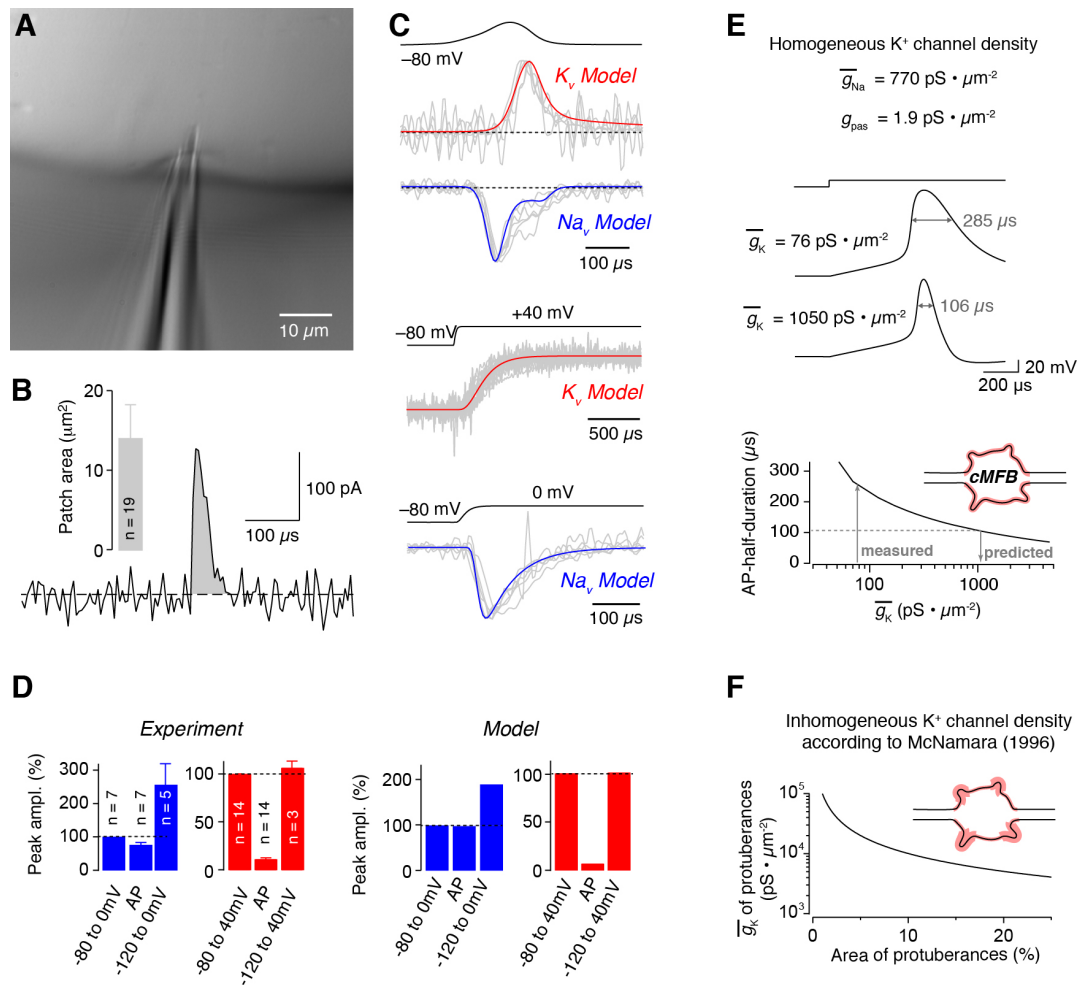 A
10 µm
B
20
10
0
Patch area (µm²)
n = 19
100 pA
100 µs
C
−80 mV
Kv Model
Nav Model
100 µs
+40 mV
−80 mV
Kv Model
500 µs
0 mV
−80 mV
Nav Model
100 µs
D
Experiment
Model
Peak ampl. (%)
300
200
100
0
n = 7
n = 7
n = 5
-80 to 0mV
AP
-120 to 0mV
100
50
0
n = 14
n = 14
n = 3
-80 to 40mV
AP
-120 to 40mV
Peak ampl. (%)
200
100
0
-80 to 0mV
AP
-120 to 0mV
100
50
0
-80 to 40mV
AP
-120 to 40mV
E
Homogeneous K⁺ channel density
g̅Na = 770 pS • µm⁻²
gpas = 1.9 pS • µm⁻²
285 µs
g̅K = 76 pS • µm⁻²
106 µs
g̅K = 1050 pS • µm⁻²
20 mV
200 µs
AP-half-duration (µs)
300
200
100
0
cMFB
measured
predicted
100
1000
g̅K (pS • µm⁻²)
F
Inhomogeneous K⁺ channel density
according to McNamara (1996)
g̅K of protuberances
(pS • µm⁻²)
10⁵
10⁴
10³
0
10
20
Area of protuberances (%)